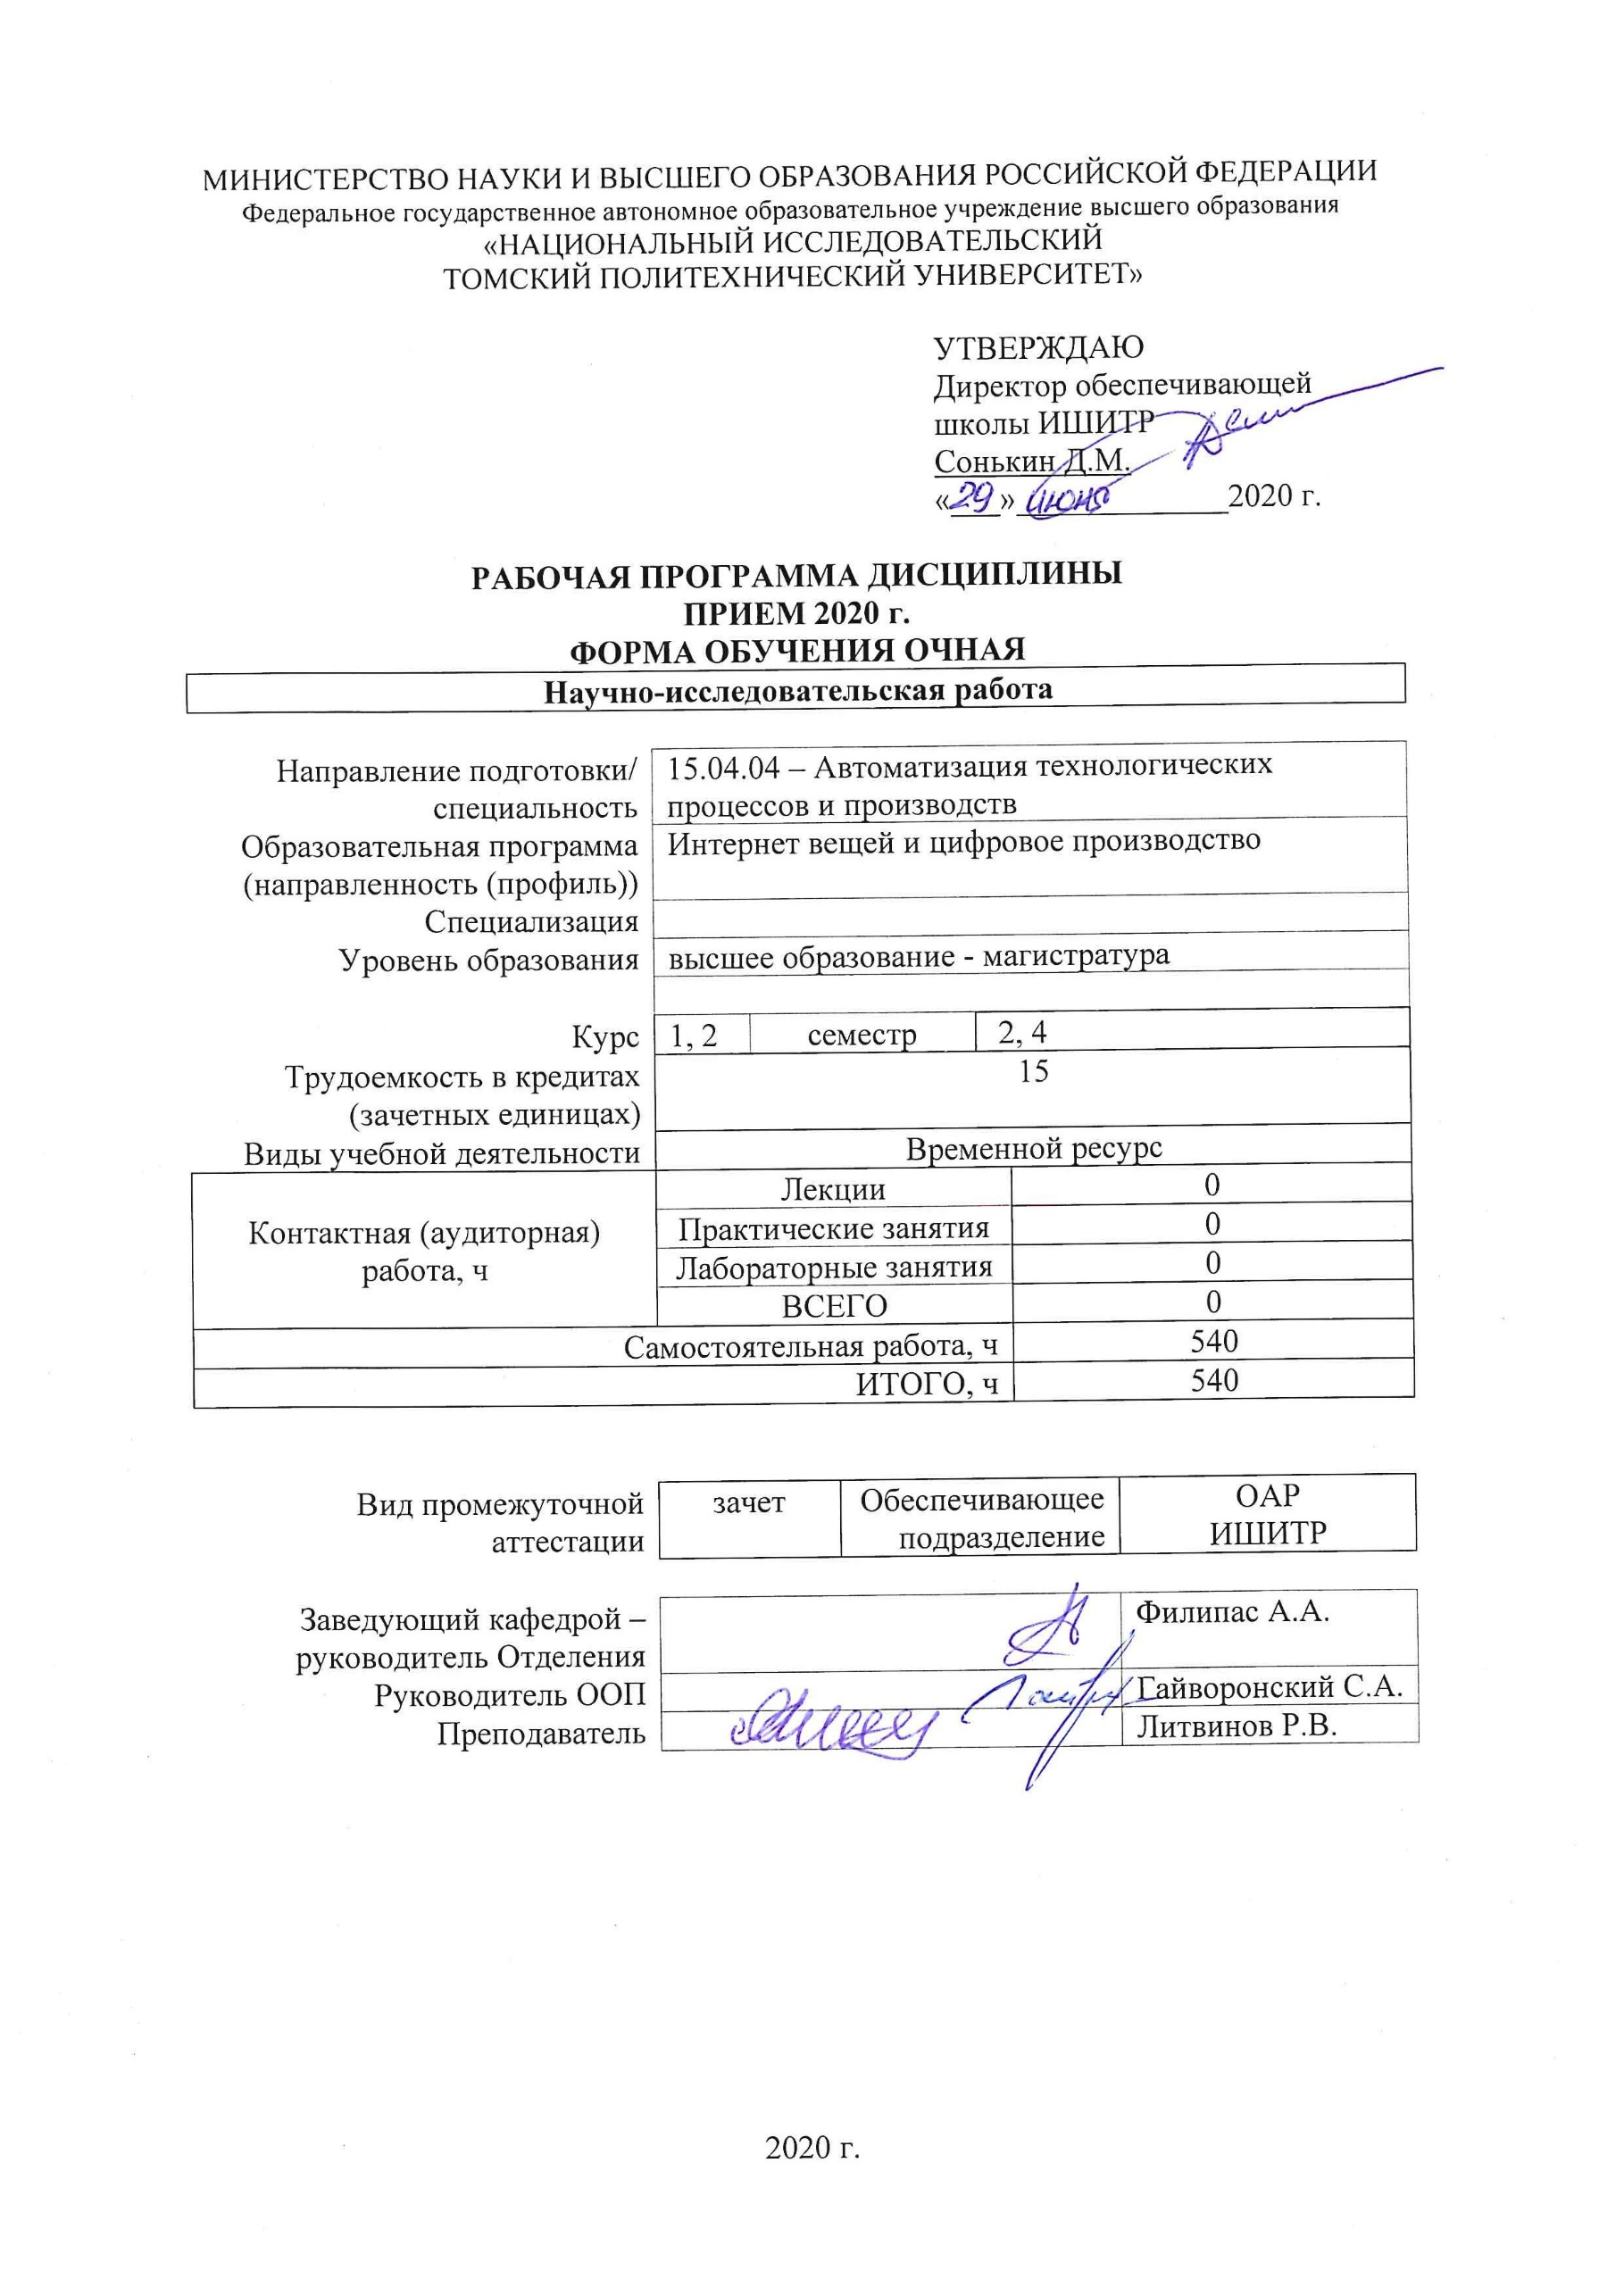 МИНИСТЕРСТВО НАУКИ И ВЫСШЕГО ОБРАЗОВАНИЯ РОССИЙСКОЙ ФЕДЕРАЦИИ
Федеральное государственное автономное образовательное учреждение высшего образования
«НАЦИОНАЛЬНЫЙ ИССЛЕДОВАТЕЛЬСКИЙ
ТОМСКИЙ ПОЛИТЕХНИЧЕСКИЙ УНИВЕРСИТЕТ»
УТВЕРЖДАЮ
Директор обеспечивающей
школы ИШИТР
Сонькин Д.М.
«29» июня 2020 г.
РАБОЧАЯ ПРОГРАММА ДИСЦИПЛИНЫ
ПРИЕМ 2020 г.
ФОРМА ОБУЧЕНИЯ ОЧНАЯ
Научно-исследовательская работа
Направление подготовки/ 15.04.04 – Автоматизация технологических
специальность процессов и производств
Образовательная программа Интернет вещей и цифровое производство
(направленность (профиль))
Специализация
Уровень образования высшее образование - магистратура
Курс 1, 2 семестр 2, 4
Трудоемкость в кредитах 15
(зачетных единицах)
Виды учебной деятельности Временной ресурс
Контактная (аудиторная)
работа, ч
Лекции 0
Практические занятия 0
Лабораторные занятия 0
ВСЕГО 0
Самостоятельная работа, ч 540
ИТОГО, ч 540
Вид промежуточной зачет Обеспечивающее ОАР
аттестации подразделение ИШИТР
Заведующий кафедрой – Филипас А.А.
руководитель Отделения
Руководитель ООП Гайворонский С.А.
Преподаватель Литвинов Р.В.
2020 г.